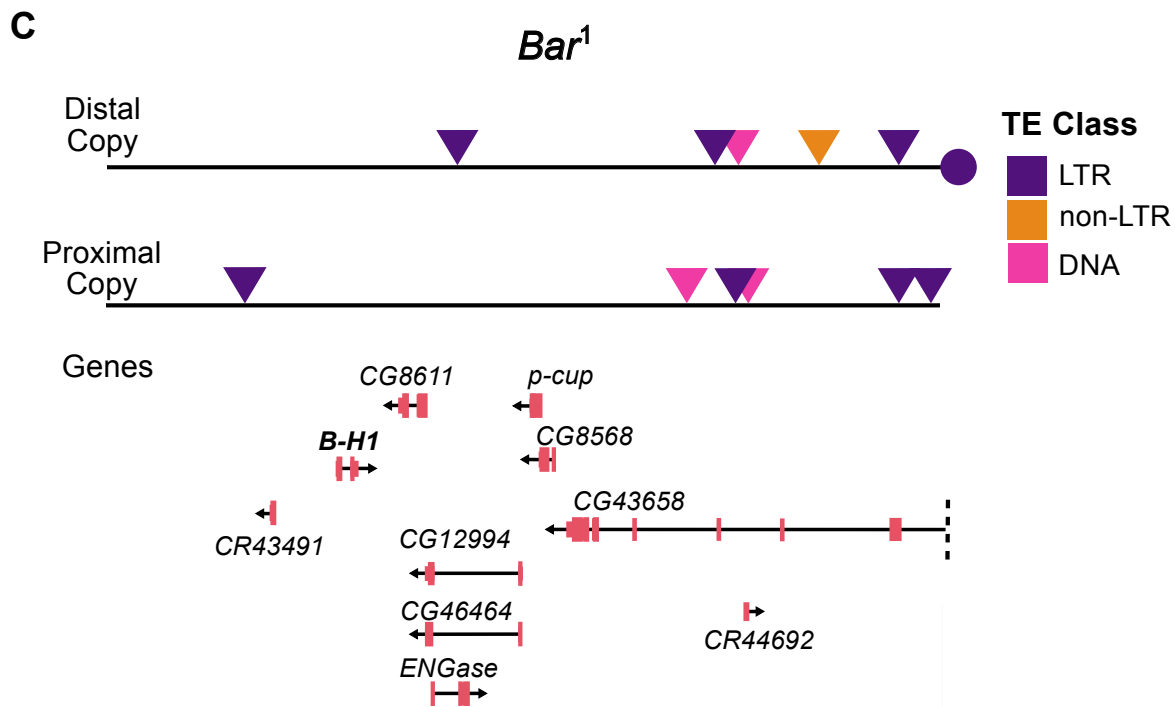 C
Bar¹
Distal
Copy
TE Class
LTR
non-LTR
DNA
Proximal
Copy
Genes
CG8611
p-cup
B-H1
CG8568
CR43491
CG43658
CG12994
CG46464
CR44692
ENGase